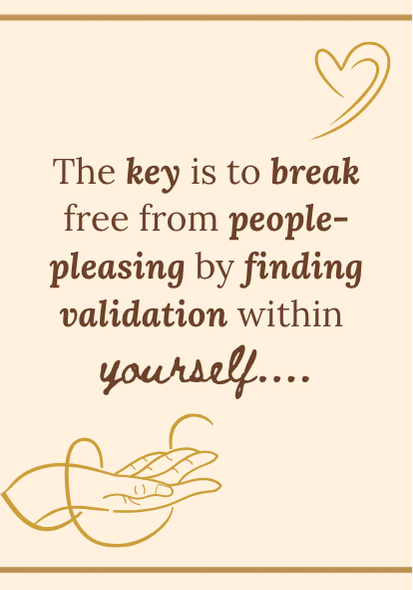 The key is to break
free from people-
pleasing by finding
validation within
yourself....